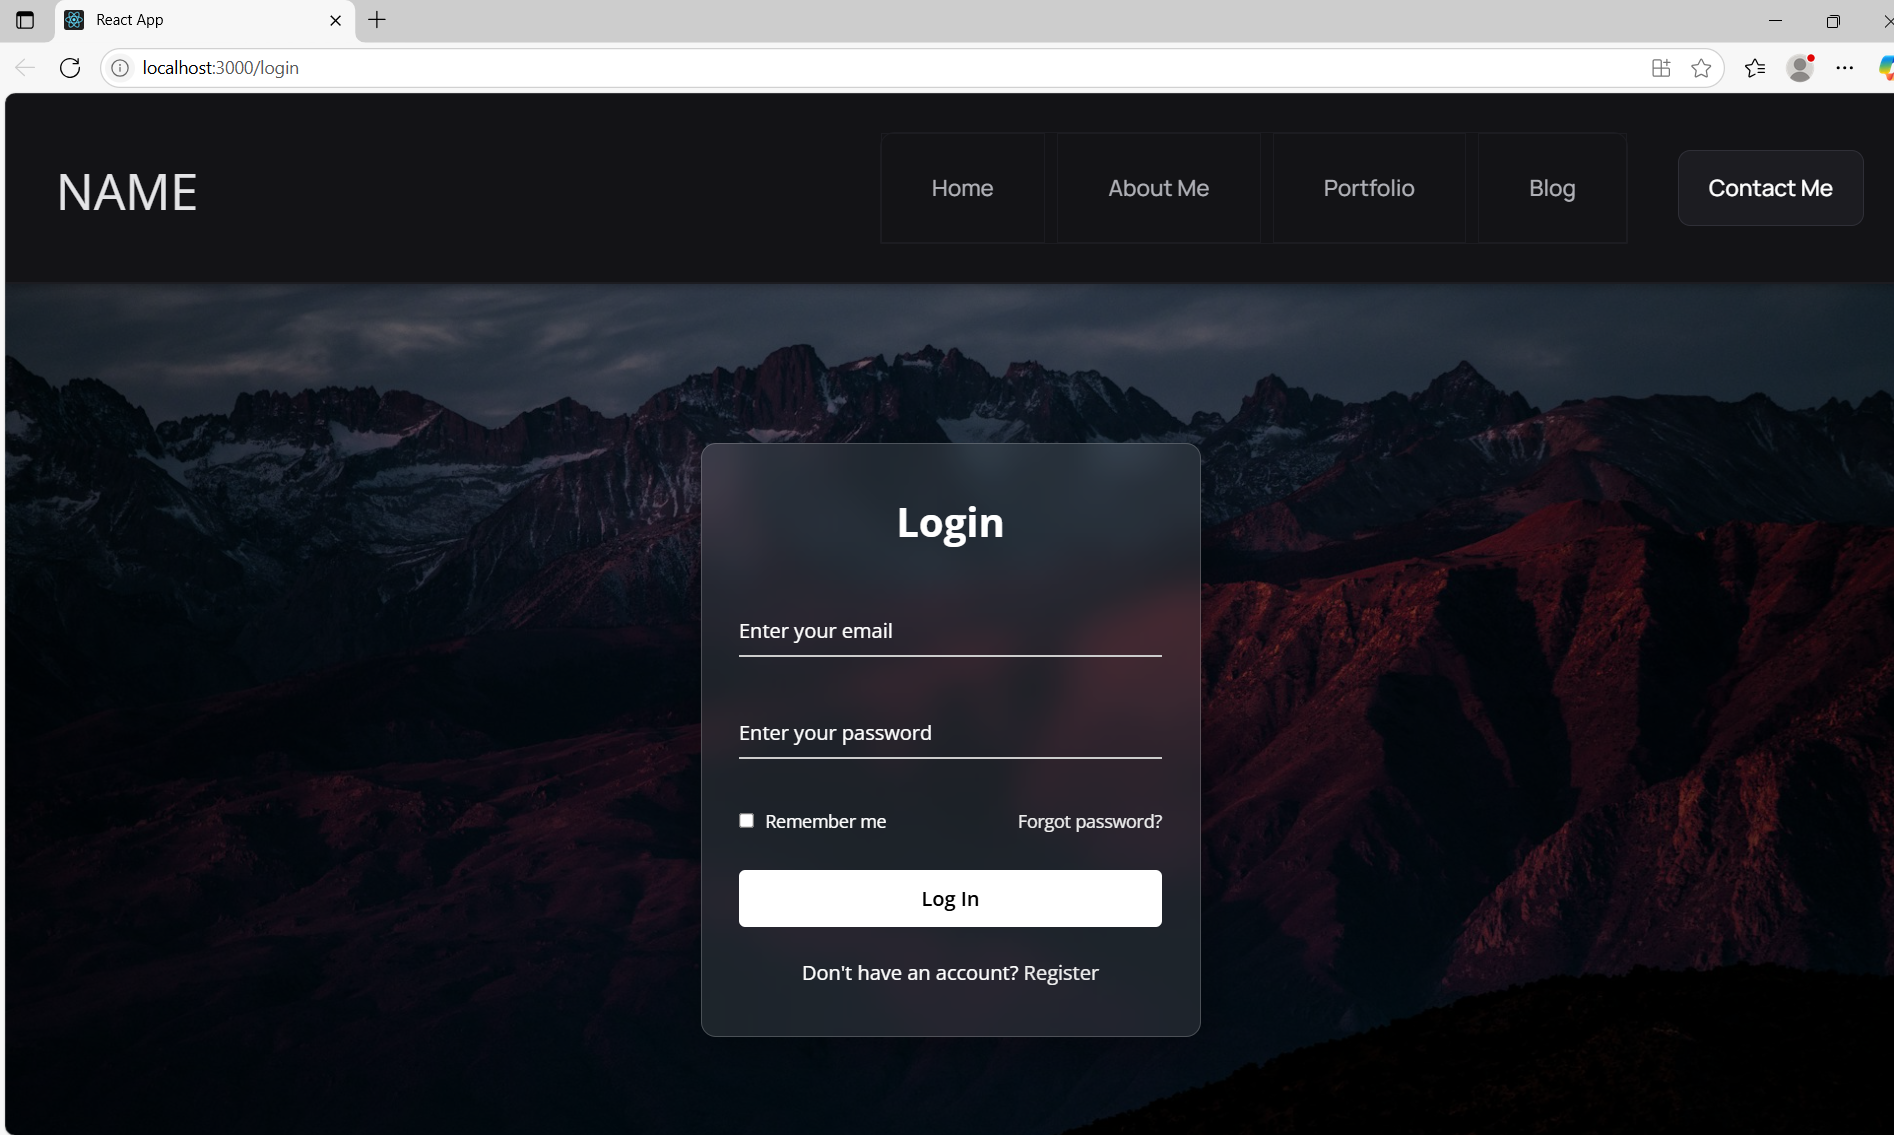 React App
localhost:3000/login
NAME
Home
About Me
Portfolio
Blog
Contact Me
Login
Enter your email
Enter your password
Remember me
Forgot password?
Log In
Don't have an account? Register